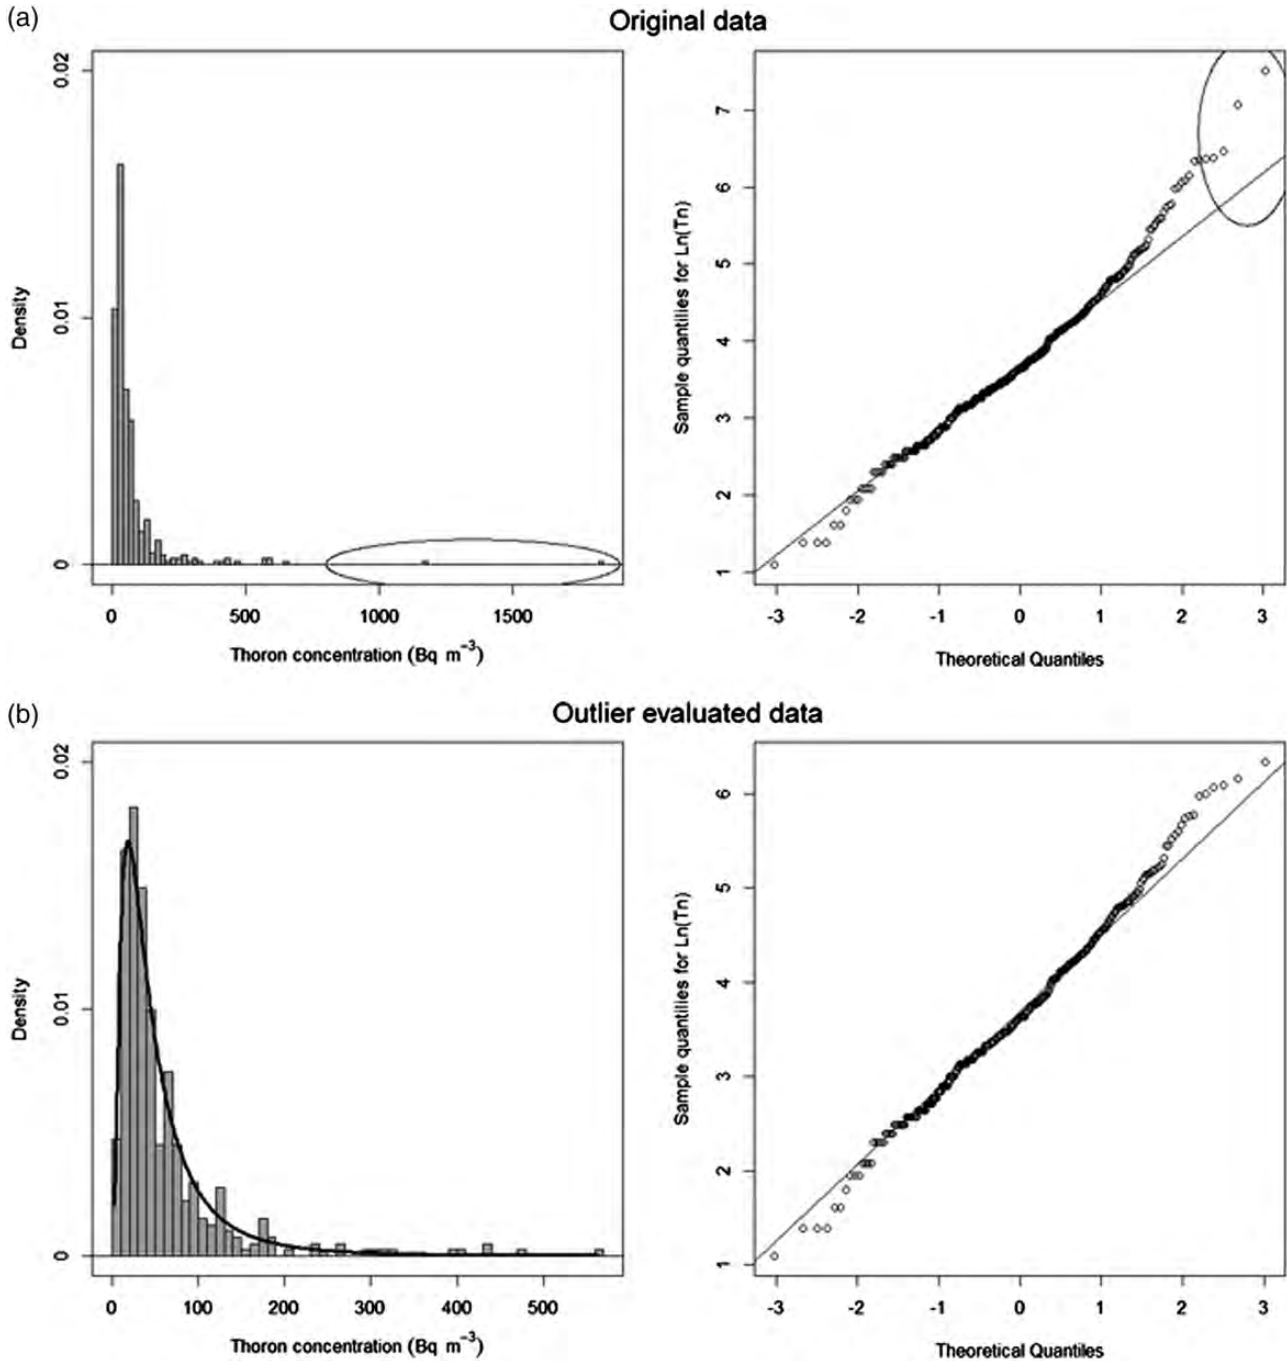 (a)
Original data
0.02
0.01
0
Density
0 500 1000 1500
Thoron concentration (Bq m⁻³)
7
6
5
4
3
2
1
Sample quantilies for Ln(Tn)
-3 -2 -1 0 1 2 3
Theoretical Quantiles
(b)
Outlier evaluated data
0.02
0.01
0
Density
0 100 200 300 400 500
Thoron concentration (Bq m⁻³)
6
5
4
3
2
1
Sample quantilies for Ln(Tn)
-3 -2 -1 0 1 2 3
Theoretical Quantiles